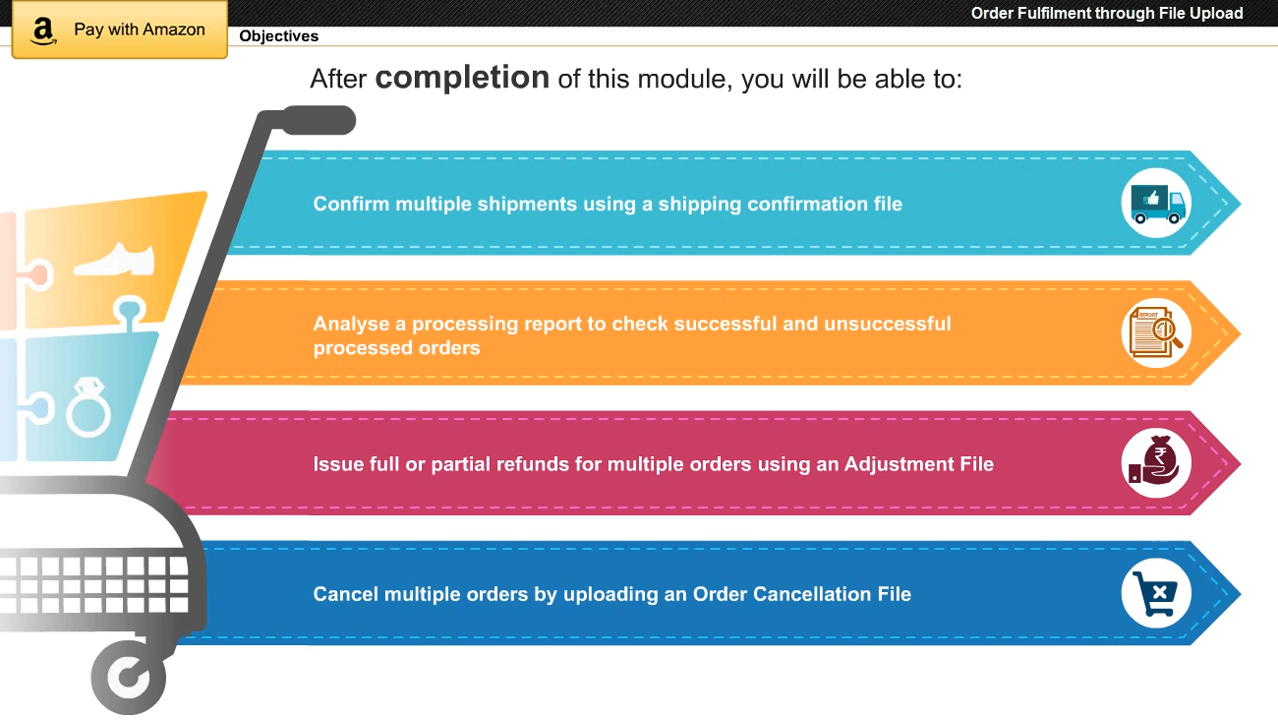 Order Fulfilment through File Upload
a Pay with Amazon
Objectives
After completion of this module, you will be able to:
Confirm multiple shipments using a shipping confirmation file
Analyse a processing report to check successful and unsuccessful
processed orders
REPORT
Issue full or partial refunds for multiple orders using an Adjustment File
₹
Cancel multiple orders by uploading an Order Cancellation File